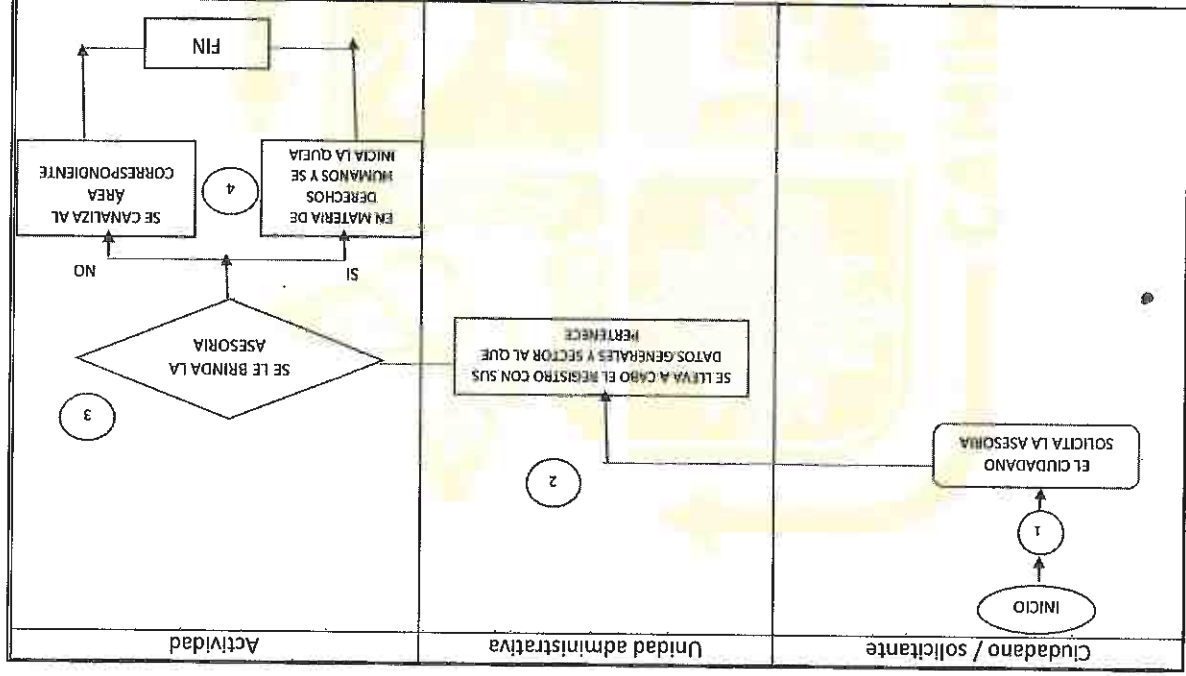 Ciudadano / solicitante
Unidad administrativa
Actividad
INICIO
1
EL CIUDADANO
SOLICITA LA ASESORIA
2
SE LLEVA A CABO EL REGISTRO CON SUS
DATOS GENERALES Y SECTOR AL QUE
PERTENECE
3
SE LE BRINDA LA
ASESORIA
SI
NO
EN MATERIA DE
DERECHOS
HUMANOS Y SE
INICIA LA QUEJA
4
SE CANALIZA AL
ÁREA
CORRESPONDIENTE
FIN